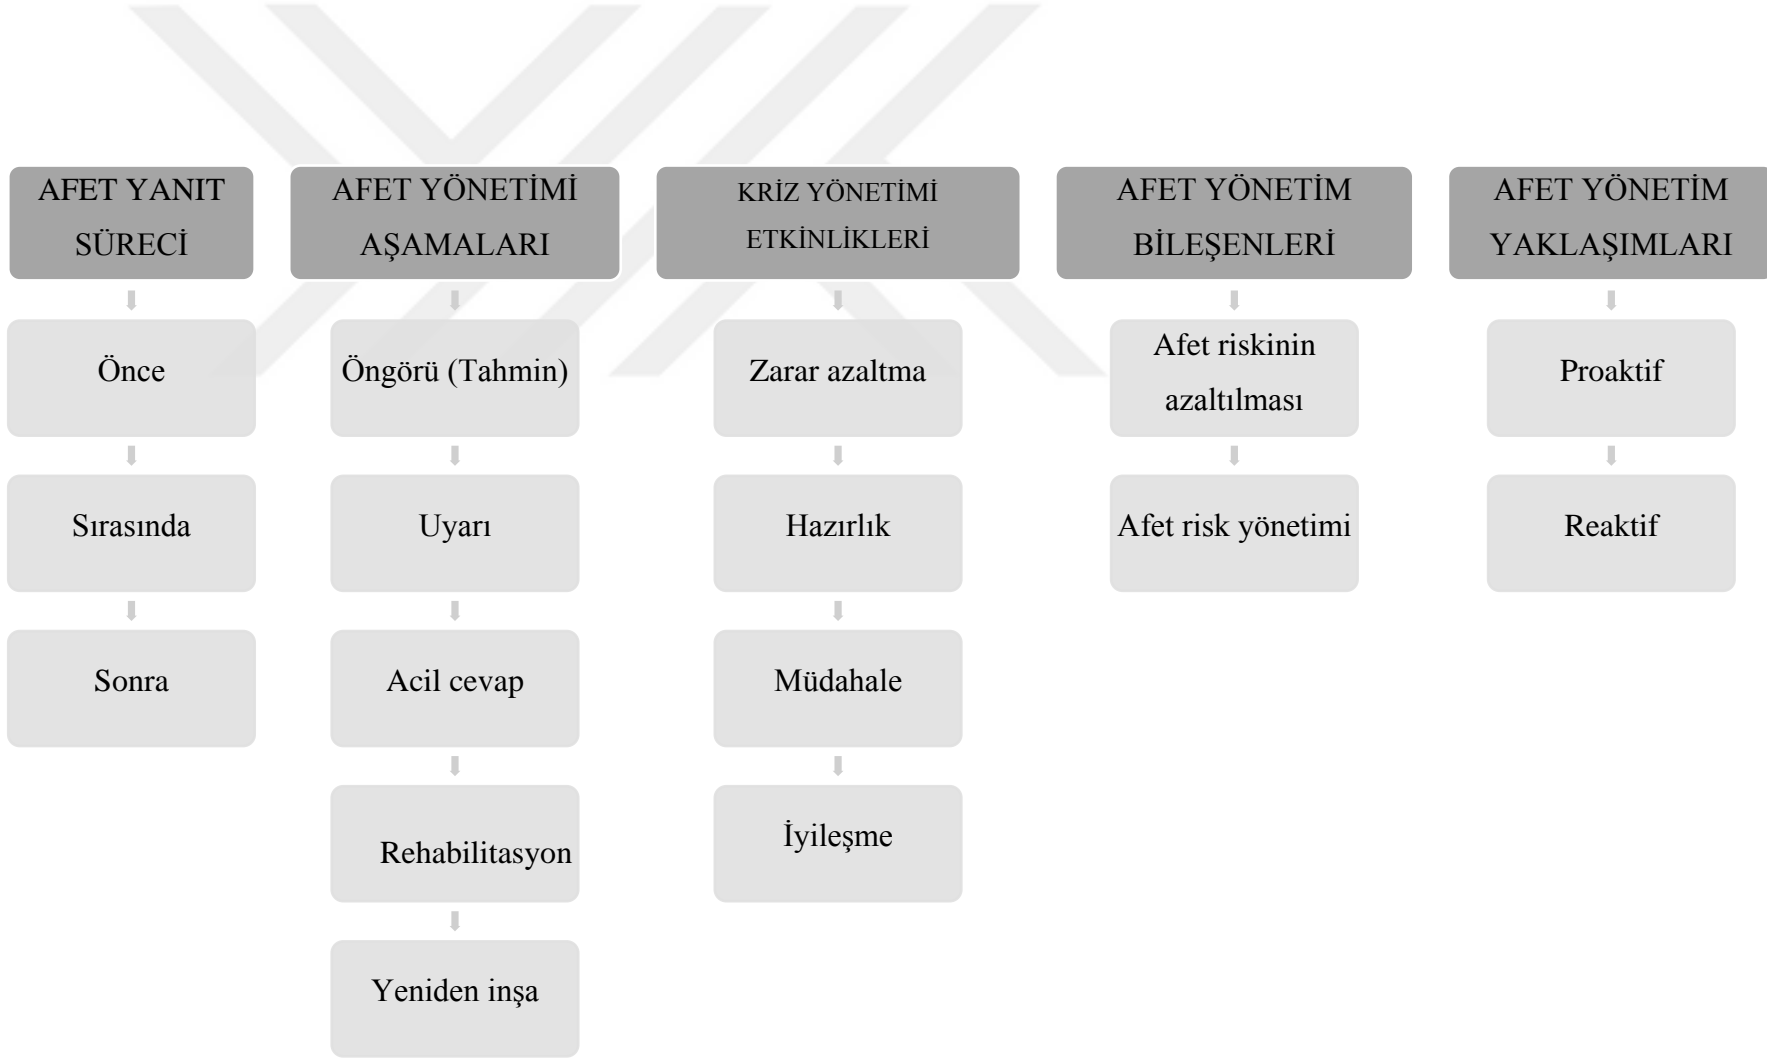 AFET YANIT
SÜRECİ
Önce
Sırasında
Sonra
AFET YÖNETİMİ
AŞAMALARI
Öngörü (Tahmin)
Uyarı
Acil cevap
Rehabilitasyon
Yeniden inşa
KRİZ YÖNETİMİ
ETKİNLİKLERİ
Zarar azaltma
Hazırlık
Müdahale
İyileşme
AFET YÖNETİM
BİLEŞENLERİ
Afet riskinin
azaltılması
Afet risk yönetimi
AFET YÖNETİM
YAKLAŞIMLARI
Proaktif
Reaktif